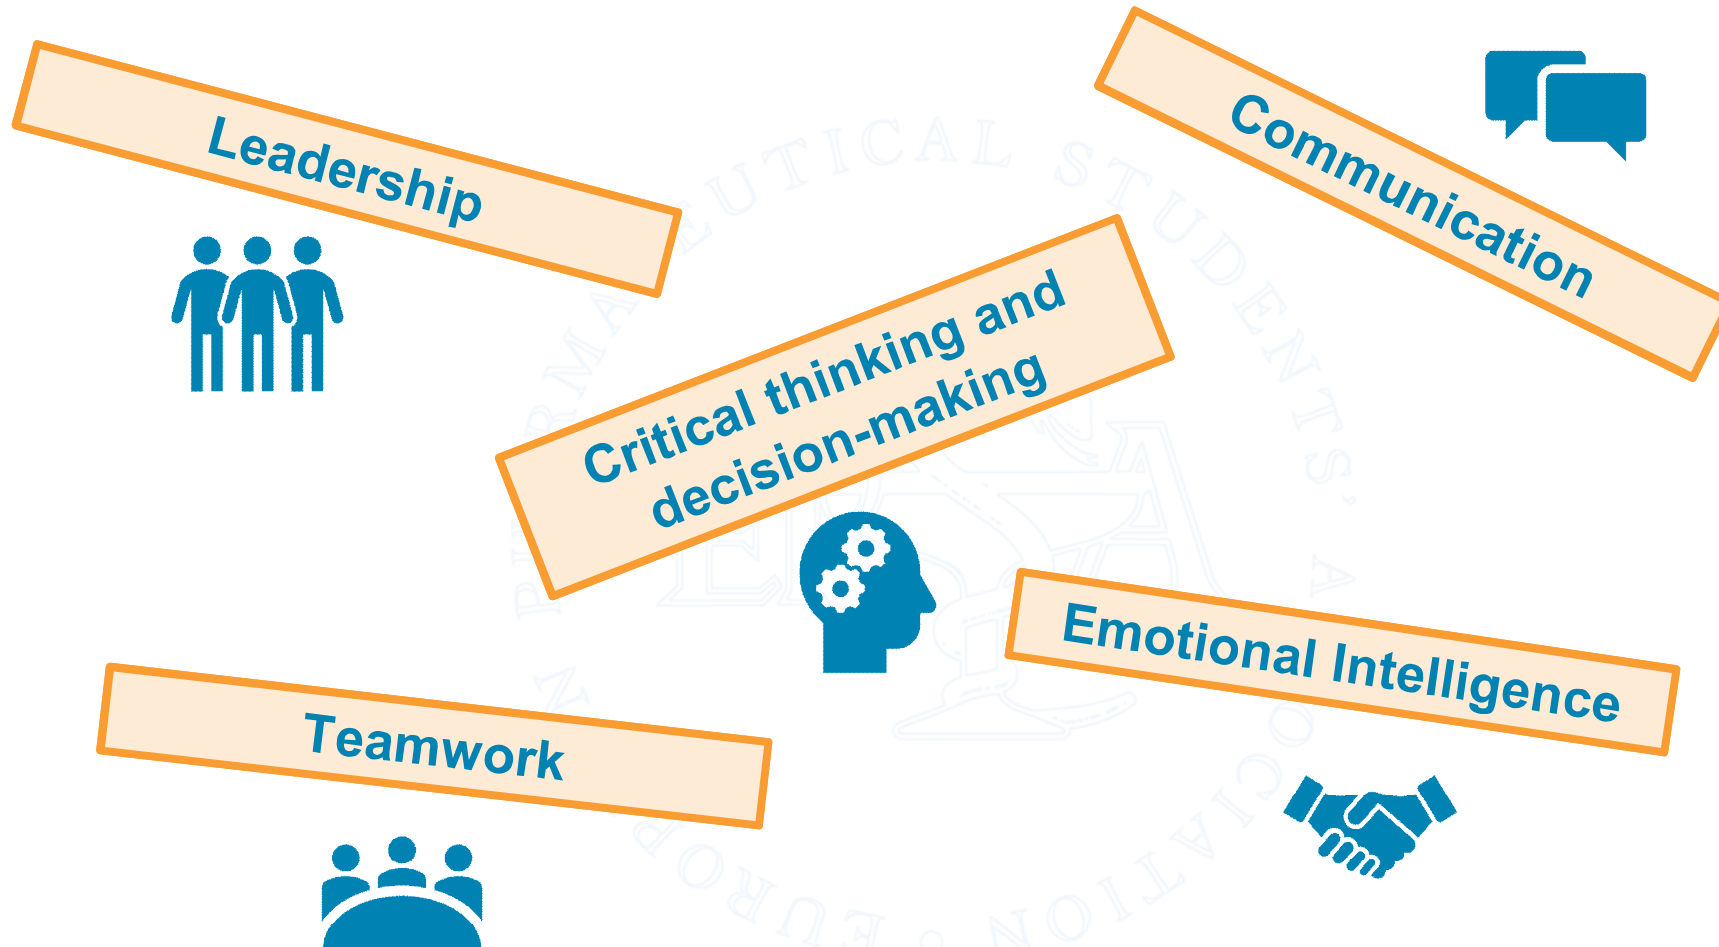 Leadership
Communication
Critical thinking and
decision-making
Emotional Intelligence
Teamwork